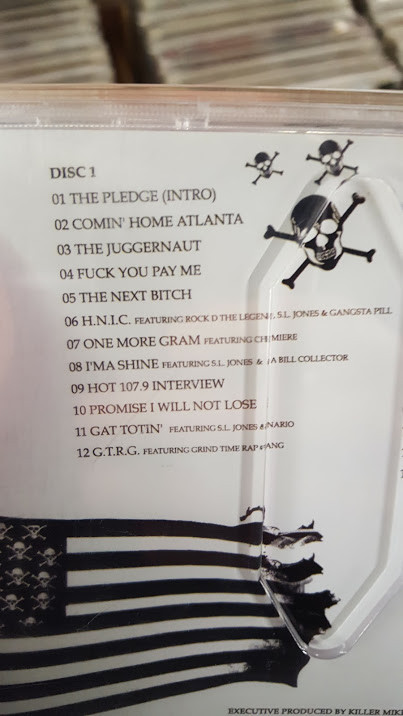 DISC 1
01 THE PLEDGE (INTRO)
02 COMIN' HOME ATLANTA
03 THE JUGGERNAUT
04 FUCK YOU PAY ME
05 THE NEXT BITCH
06 H.N.I.C. FEATURING ROCK D THE LEGEND, S.L. JONES & GANGSTA PILL
07 ONE MORE GRAM FEATURING
08 I'MA SHINE FEATURING S.L. JONES & A BILL COLLECTOR
09 HOT 107.9 INTERVIEW
10 PROMISE I WILL NOT LOSE
11 GAT TOTIN' FEATURING S.L. JONES &
12 G.T.R.G. FEATURING GRIND TIME RAP GANG
EXECUTIVE PRODUCED BY KILLER MIKE